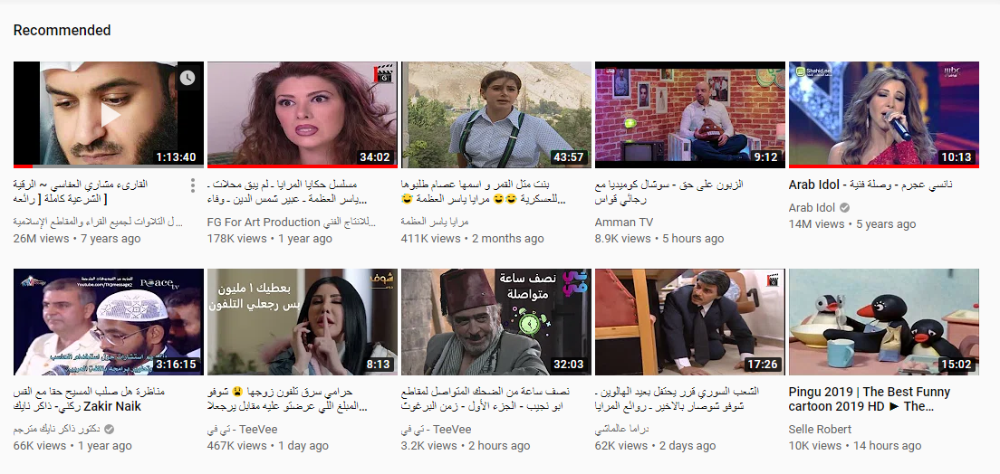 Recommended
Shahid.net
mbc
G
1:13:40
34:02
43:57
9:12
10:13
القارىء مشاري العفاسي ~ الرقية
الشرعية كاملة [ رائعه ]
ل التلاوات لجميع القراء والمقاطع الإسلامية...
26M views • 7 years ago
مسلسل حكايا المرايا ـ لم يبق محلات ـ
ياسر العظمة ـ عبير شمس الدين ـ وفاء...
FG For Art Production للانتاج الفني...
178K views • 1 year ago
بنت مثل القمر و اسمها عصام طلبوها
للعسكرية 😂😂 مرايا ياسر العظمة 🤣...
مرايا ياسر العظمة
411K views • 2 months ago
الزبون على حق - سوشال كوميديا مع
رجائي قواس
Amman TV
8.9K views • 5 hours ago
Arab Idol - نانسي عجرم - وصلة فنية
Arab Idol
14M views • 5 years ago
Peace tv
Youtube.com/Th3message2
3:16:15
شوف
بعطيك ١ مليون
بس رجعلي التلفون
8:13
نصف ساعة
متواصلة
تي في
32:03
G
17:26
15:02
مناظرة هل صلب المسيح حقا مع القس
ركني- ذاكر نايك Zakir Naik
دكتور ذاكر نايك مترجم
66K views • 1 year ago
حرامي سرق تلفون زوجها 😫 شوفو
المبلغ اللي عرضتو عليه مقابل يرجعلا...
تي في - TeeVee
467K views • 1 day ago
نصف ساعة من الضحك المتواصل لمقاطع
ابو نجيب - الجزء الأول - زمن البرغوث
تي في - TeeVee
3.2K views • 2 hours ago
الشعب السوري قرر يحتفل بعيد الهالوين ـ
شوفو شوصار بالاخير ـ روائع المرايا
دراما عالماشي
62K views • 2 days ago
Pingu 2019 | The Best Funny
cartoon 2019 HD ► The...
Selle Robert
10K views • 14 hours ago